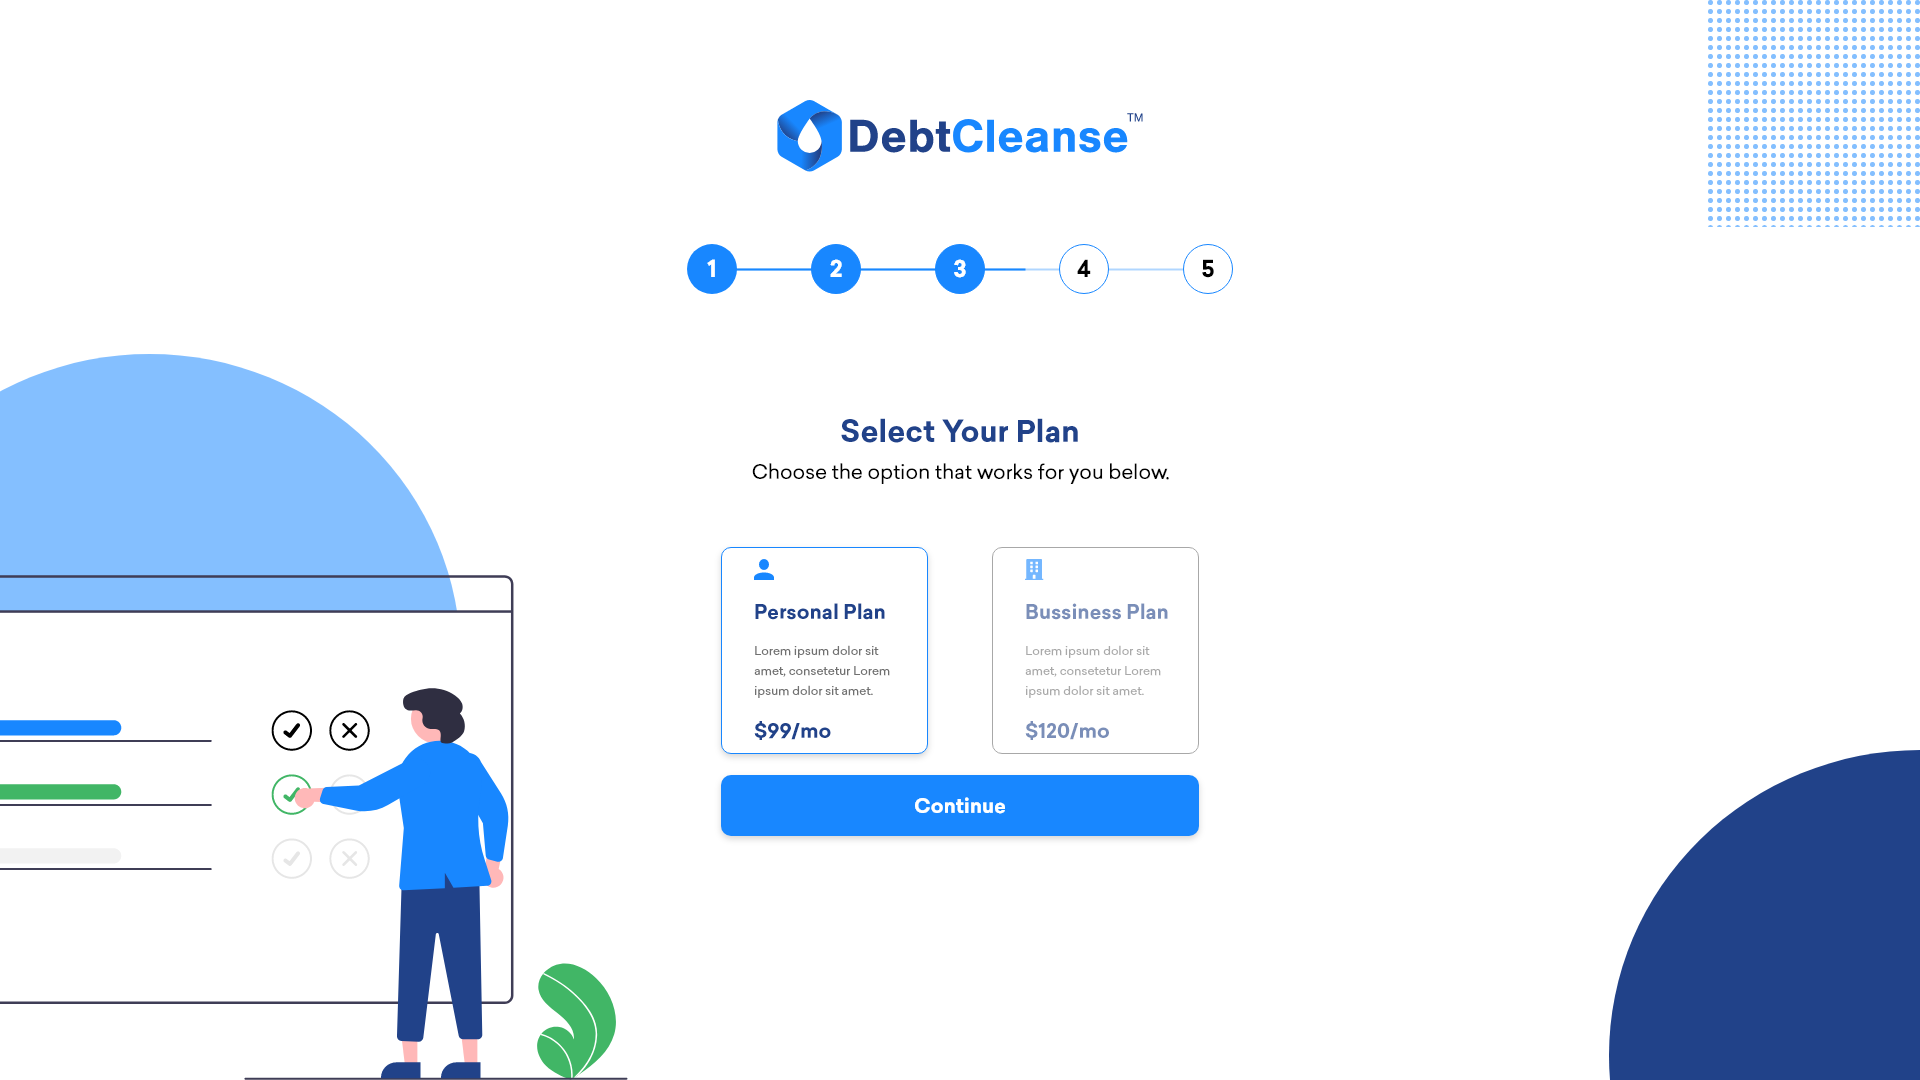 DebtCleanse™
1 2 3 4 5
Select Your Plan
Choose the option that works for you below.
Personal Plan
Lorem ipsum dolor sit
amet, consetetur Lorem
ipsum dolor sit amet.
$99/mo
Bussiness Plan
Lorem ipsum dolor sit
amet, consetetur Lorem
ipsum dolor sit amet.
$120/mo
Continue